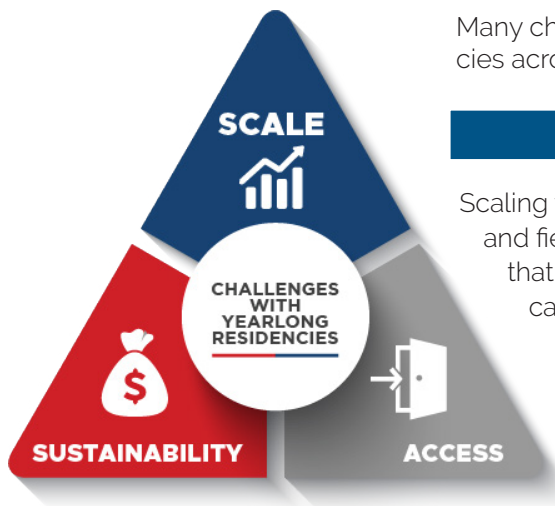 Many ch
cies acro
SCALE
Scaling
and fie
that
ca
CHALLENGES
WITH
YEARLONG
RESIDENCIES
$
SUSTAINABILITY
ACCESS